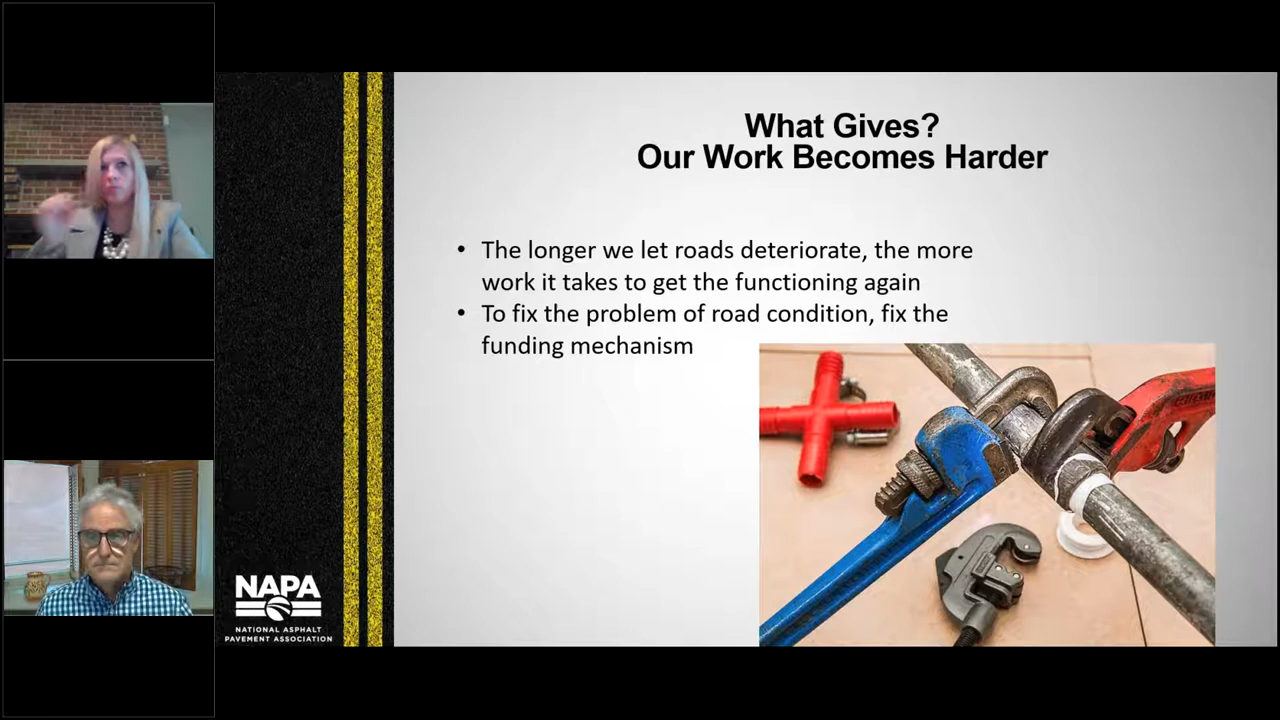 What Gives?
Our Work Becomes Harder
• The longer we let roads deteriorate, the more
work it takes to get the functioning again
• To fix the problem of road condition, fix the
funding mechanism
NAPA
NATIONAL ASPHALT
PAVEMENT ASSOCIATION